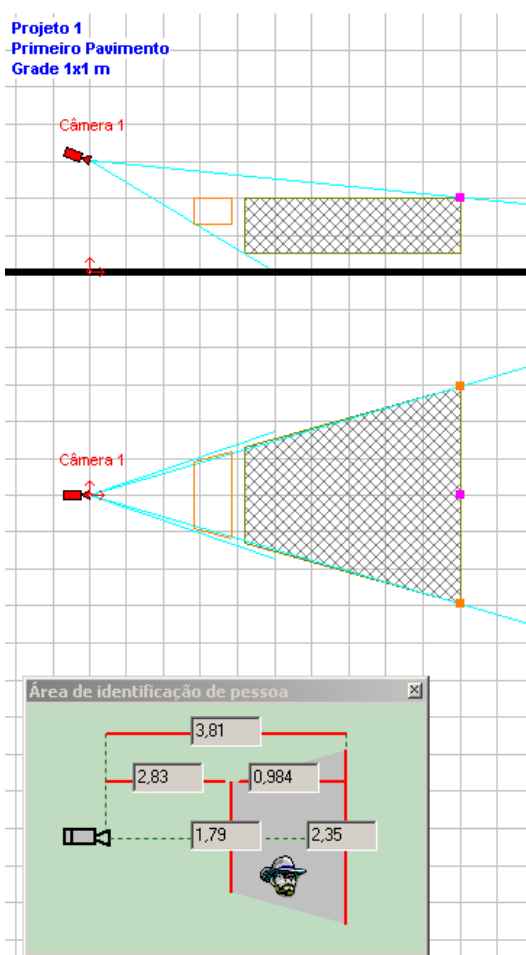 Projeto 1
Primeiro Pavimento
Grade 1x1 m
Câmera 1
Câmera 1
Área de identificação de pessoa
3,81
2,83
0,984
1,79
2,35